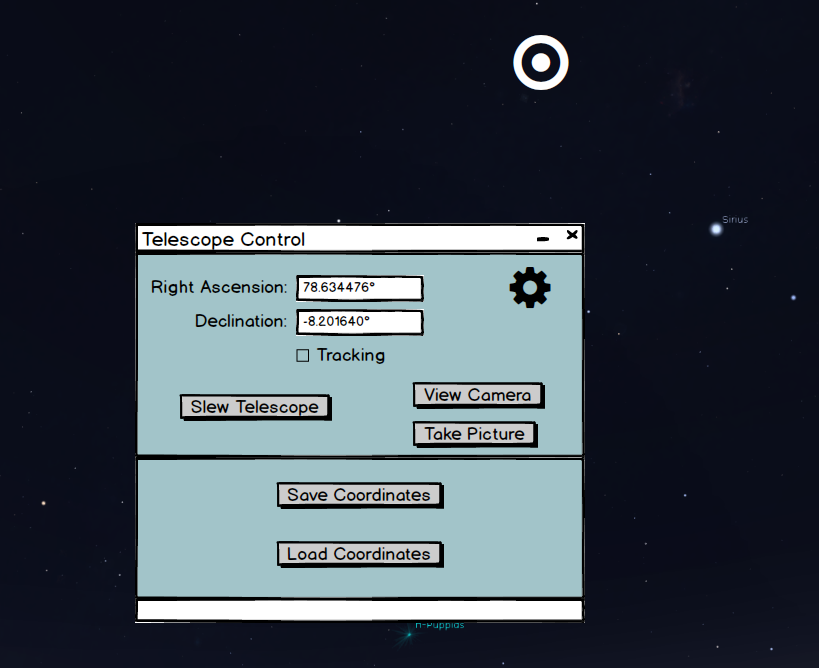 Sirius
Telescope Control
Right Ascension: 78.634476°
Declination: -8.201640°
Tracking
View Camera
Slew Telescope
Take Picture
Save Coordinates
Load Coordinates